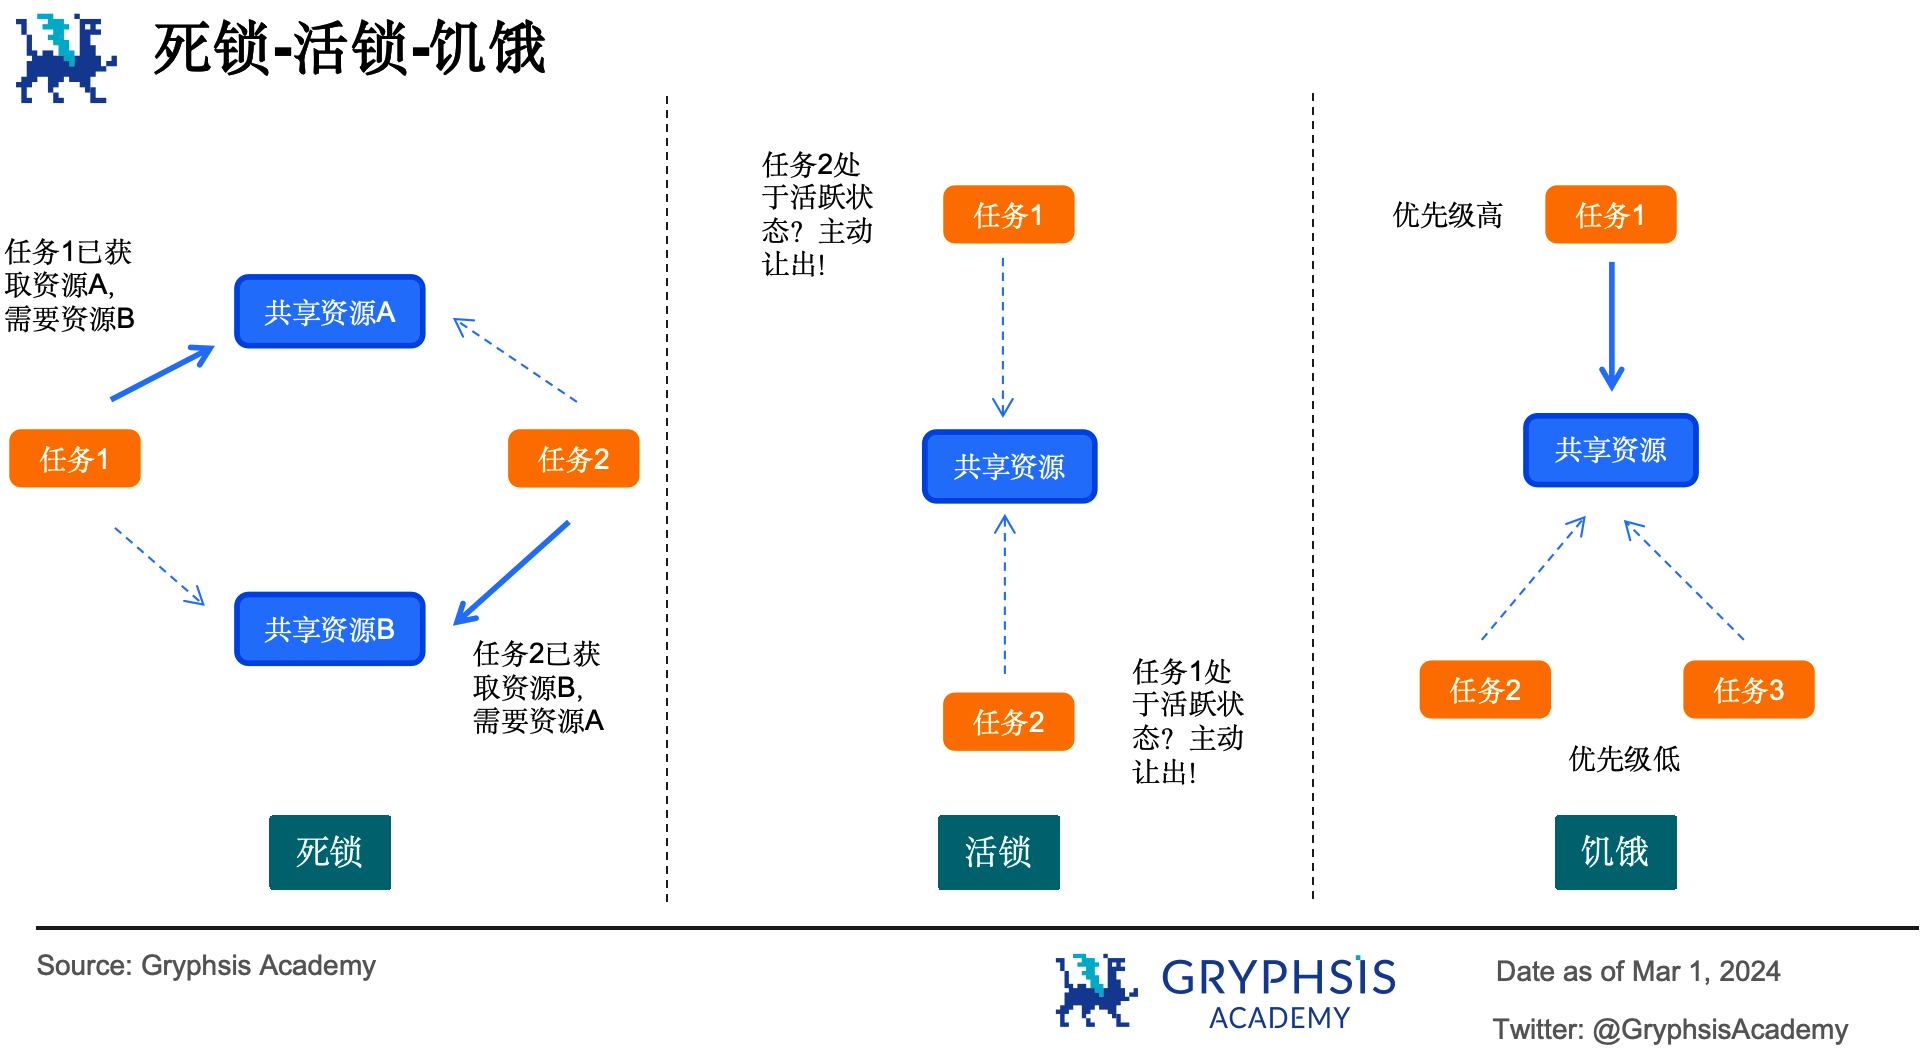 死锁-活锁-饥饿
任务1已获
取资源A,
需要资源B
共享资源A
任务1
任务2
共享资源B
任务2已获
取资源B,
需要资源A
死锁
任务2处
于活跃状
态？主动
让出!
任务1
共享资源
任务2
任务1处
于活跃状
态？主动
让出!
活锁
优先级高
任务1
共享资源
任务2
任务3
优先级低
饥饿
Source: Gryphsis Academy
GRYPHSIS
ACADEMY
Date as of Mar 1, 2024
Twitter: @GryphsisAcademy